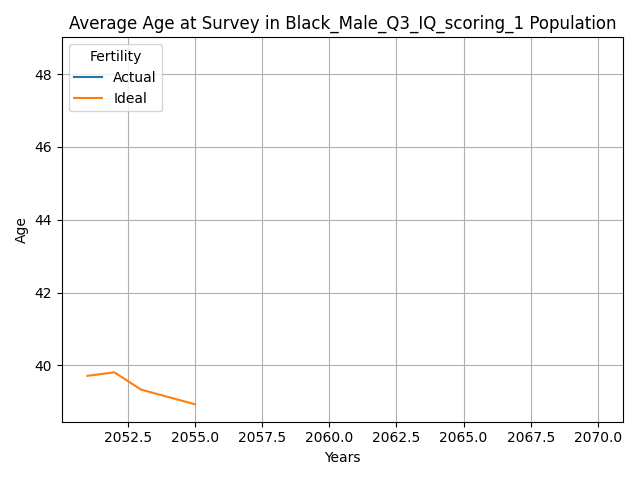 Average Age at Survey in Black_Male_Q3_IQ_scoring_1 Population
Fertility
Actual
Ideal
48
46
44
42
40
Age
2052.5 2055.0 2057.5 2060.0 2062.5 2065.0 2067.5 2070.0
Years